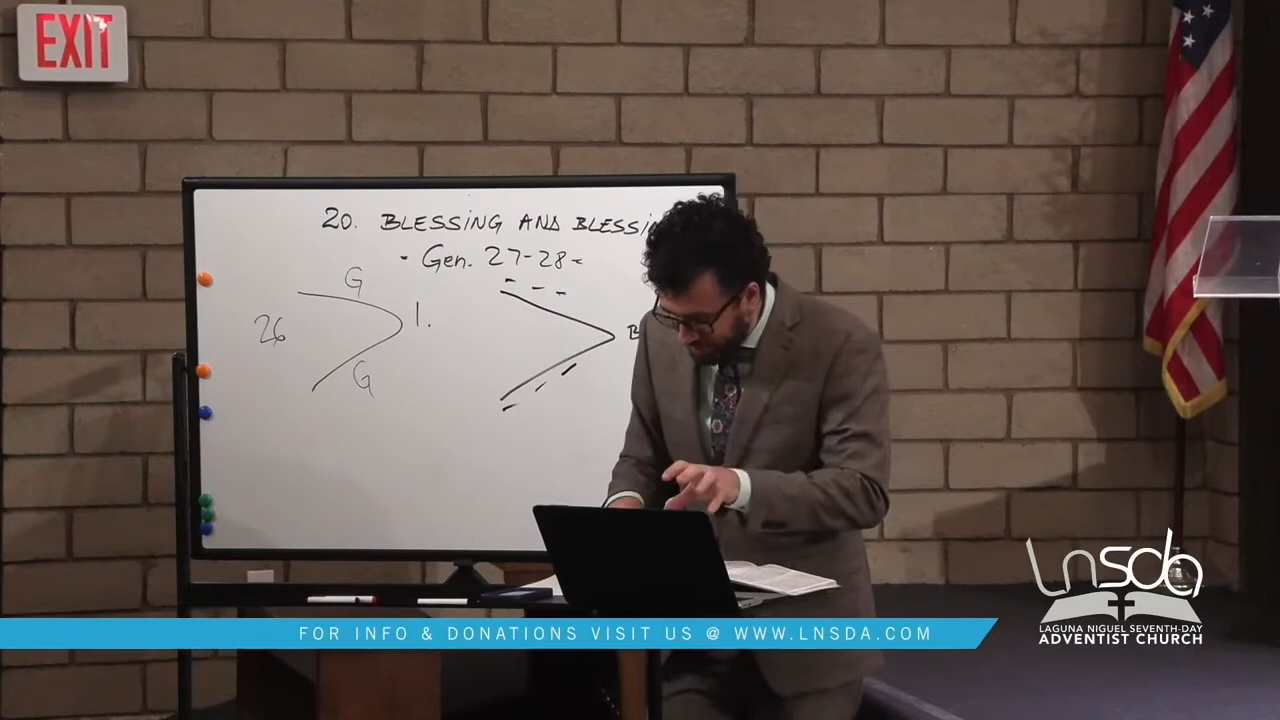 EXIT
20. BLESSING AND BLESSIN
- Gen. 27-28-
G
26
1.
G
B
FOR INFO & DONATIONS VISIT US @ WWW.LNSDA.COM
LNSDA
LAGUNA NIGUEL SEVENTH-DAY
ADVENTIST CHURCH